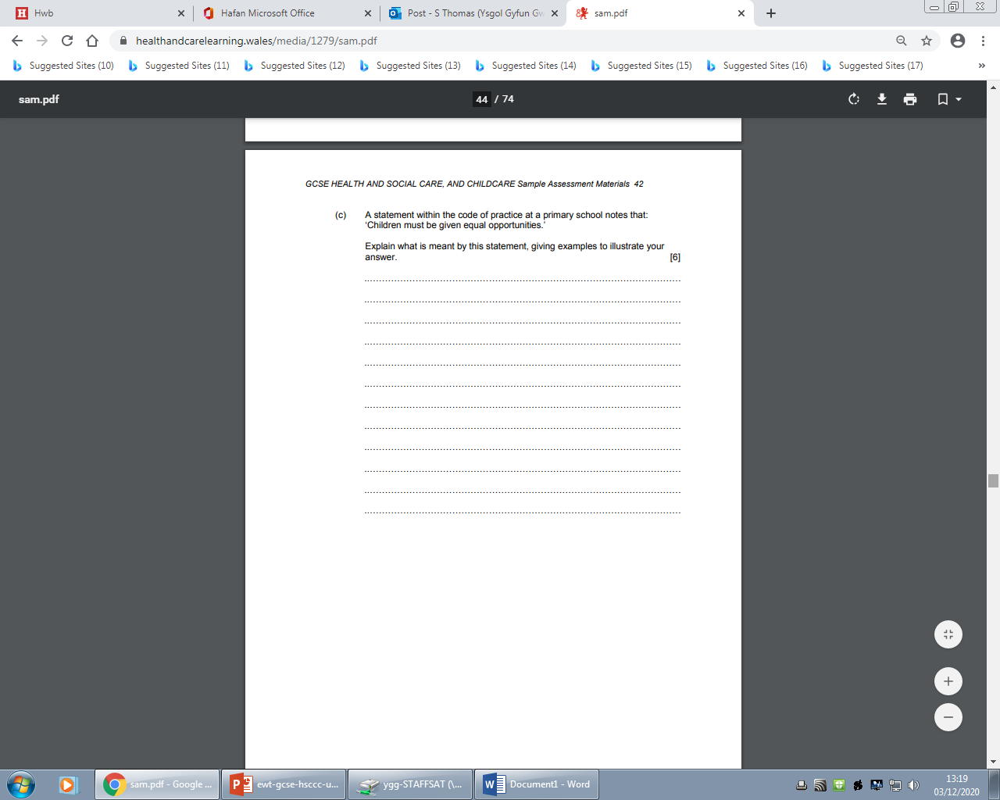 Hwb
Hafan Microsoft Office
Post - S Thomas (Ysgol Gyfun Gw
sam.pdf
healthandcarelearning.wales/media/1279/sam.pdf
Suggested Sites (10)
Suggested Sites (11)
Suggested Sites (12)
Suggested Sites (13)
Suggested Sites (14)
Suggested Sites (15)
Suggested Sites (16)
Suggested Sites (17)
»
sam.pdf
44 / 74
GCSE HEALTH AND SOCIAL CARE, AND CHILDCARE Sample Assessment Materials 42
(c) A statement within the code of practice at a primary school notes that:
‘Children must be given equal opportunities.’
Explain what is meant by this statement, giving examples to illustrate your
answer. [6]
sam.pdf - Google ...
ewt-gcse-hsccc-u...
ygg-STAFFSAT (\\...
Document1 - Word
13:19
03/12/2020